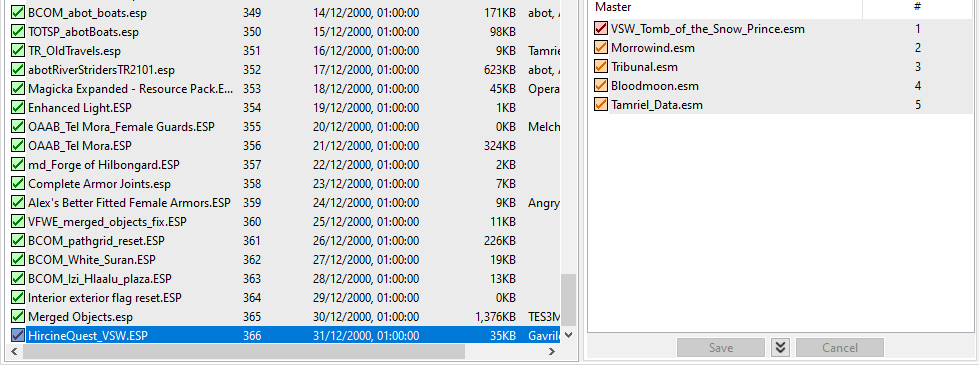 BCOM_abot_boats.esp 349 14/12/2000, 01:00:00 171KB abot,
TOTSP_abotBoats.esp 350 15/12/2000, 01:00:00 98KB
TR_OldTravels.esp 351 16/12/2000, 01:00:00 9KB Tamriel
abotRiverStridersTR2101.esp 352 17/12/2000, 01:00:00 623KB abot,
Magicka Expanded - Resource Pack.E... 353 18/12/2000, 01:00:00 45KB Opera
Enhanced Light.ESP 354 19/12/2000, 01:00:00 1KB
OAAB_Tel Mora_Female Guards.ESP 355 20/12/2000, 01:00:00 0KB Melch
OAAB_Tel Mora.ESP 356 21/12/2000, 01:00:00 324KB
md_Forge of Hilbongard.ESP 357 22/12/2000, 01:00:00 2KB
Complete Armor Joints.esp 358 23/12/2000, 01:00:00 7KB
Alex's Better Fitted Female Armors.ESP 359 24/12/2000, 01:00:00 9KB Angry
VFWE_merged_objects_fix.ESP 360 25/12/2000, 01:00:00 11KB
BCOM_pathgrid_reset.ESP 361 26/12/2000, 01:00:00 226KB
BCOM_White_Suran.ESP 362 27/12/2000, 01:00:00 19KB
BCOM_Izi_Hlaalu_plaza.ESP 363 28/12/2000, 01:00:00 13KB
Interior exterior flag reset.ESP 364 29/12/2000, 01:00:00 0KB
Merged Objects.esp 365 30/12/2000, 01:00:00 1,376KB TES3M
HircineQuest_VSW.ESP 366 31/12/2000, 01:00:00 35KB Gavril
Master #
VSW_Tomb_of_the_Snow_Prince.esm 1
Morrowind.esm 2
Tribunal.esm 3
Bloodmoon.esm 4
Tamriel_Data.esm 5
Save Cancel